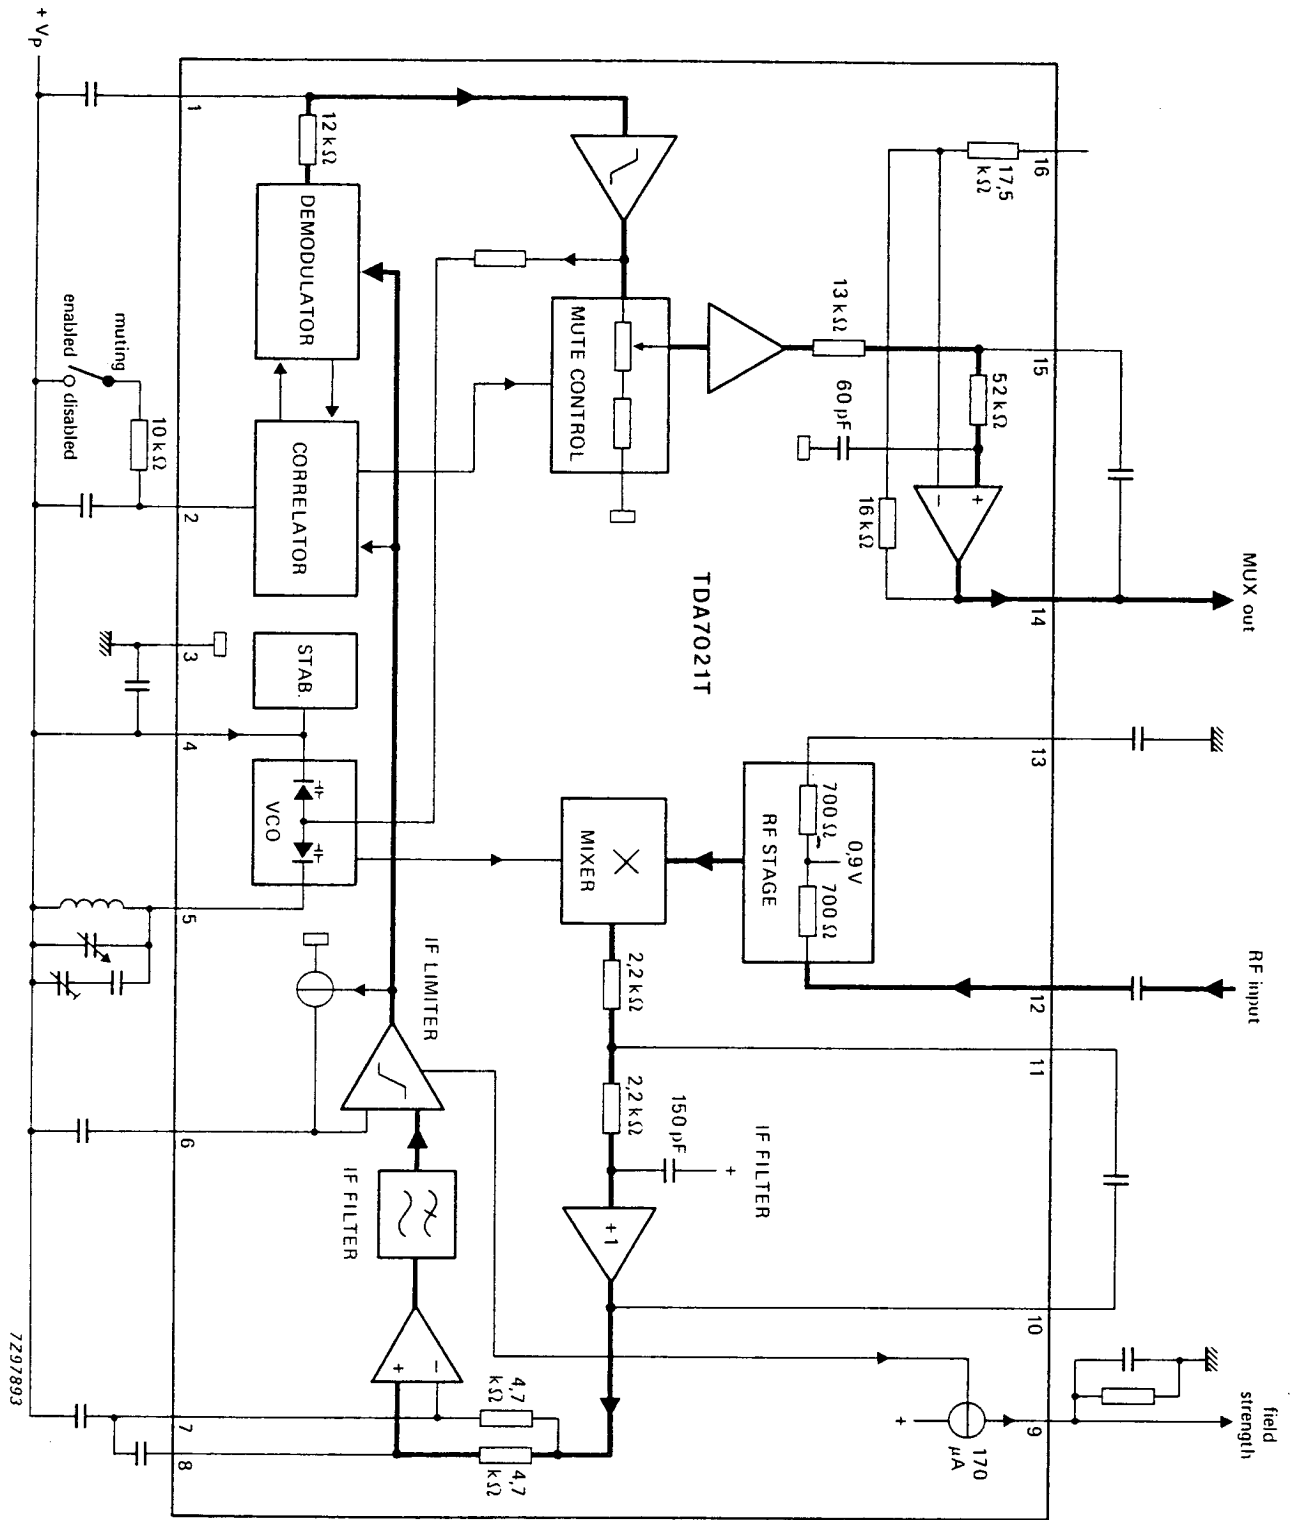 MUX out
RF input
field
strength
16
15
14
13
12
11
10
9
17,5
kΩ
13 kΩ
52 kΩ
60 pF
16 kΩ
+
−
TDA7021T
0,9 V
700 Ω
700 Ω
RF STAGE
MIXER
2,2 kΩ
2,2 kΩ
150 pF
+
IF FILTER
+1
+
170
μA
MUTE CONTROL
12 kΩ
DEMODULATOR
CORRELATOR
STAB.
VCO
IF LIMITER
IF FILTER
+
−
4,7
kΩ
4,7
kΩ
1
2
3
4
5
6
7
8
muting
enabled
disabled
10 kΩ
+ VP
7297893